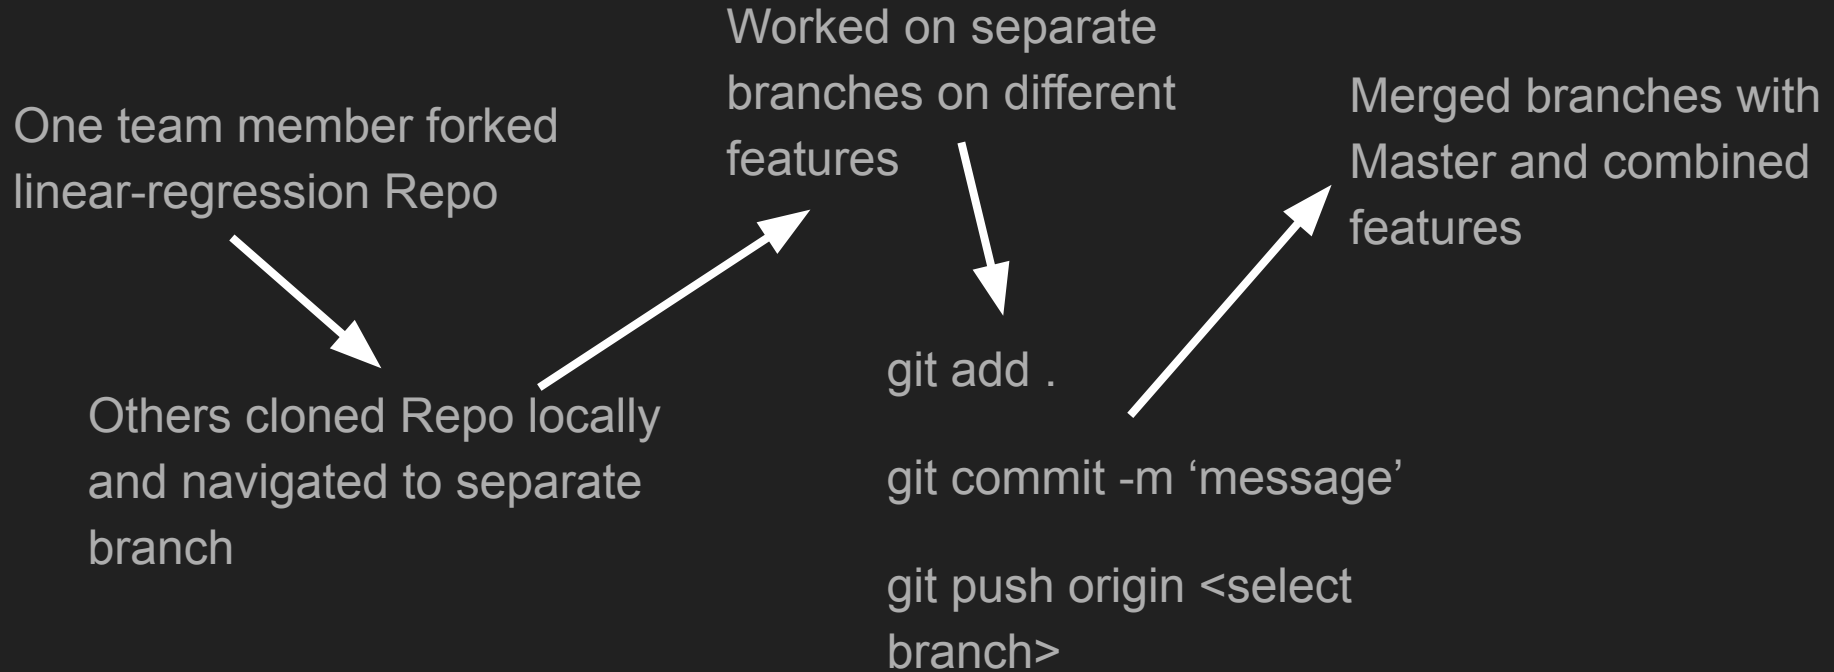 One team member forked
linear-regression Repo
Others cloned Repo locally
and navigated to separate
branch
Worked on separate
branches on different
features
git add .
git commit -m ‘message’
git push origin <select
branch>
Merged branches with
Master and combined
features